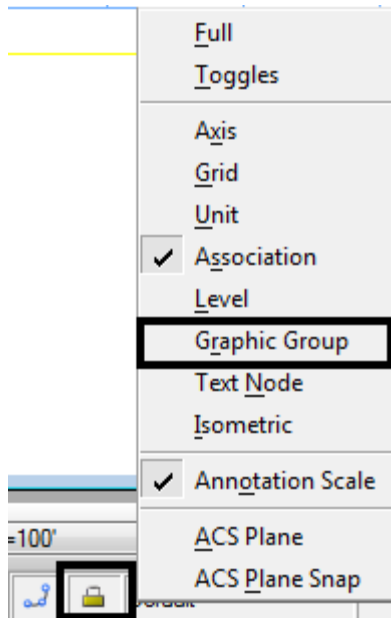 Full
Toggles
Axis
Grid
Unit
Association
Level
Graphic Group
Text Node
Isometric
Annotation Scale
ACS Plane
ACS Plane Snap
=100'